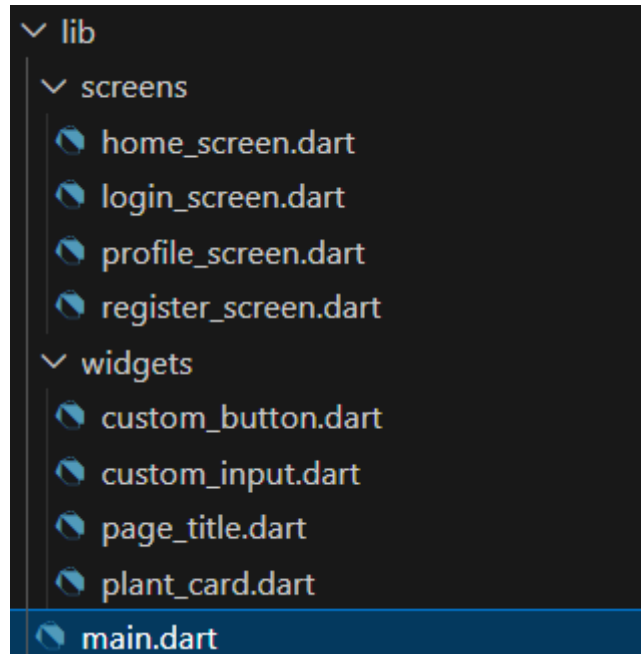 lib
screens
home_screen.dart
login_screen.dart
profile_screen.dart
register_screen.dart
widgets
custom_button.dart
custom_input.dart
page_title.dart
plant_card.dart
main.dart